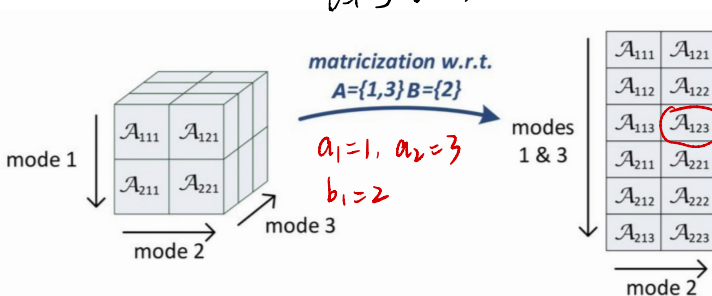 matricization w.r.t.
A={1,3} B={2}
a₁=1, a₂=3
b₁=2
mode 1
𝒜₁₁₁ 𝒜₁₂₁
𝒜₂₁₁ 𝒜₂₂₁
mode 2
mode 3
modes
1 & 3
𝒜₁₁₁ 𝒜₁₂₁
𝒜₁₁₂ 𝒜₁₂₂
𝒜₁₁₃ 𝒜₁₂₃
𝒜₂₁₁ 𝒜₂₂₁
𝒜₂₁₂ 𝒜₂₂₂
𝒜₂₁₃ 𝒜₂₂₃
mode 2